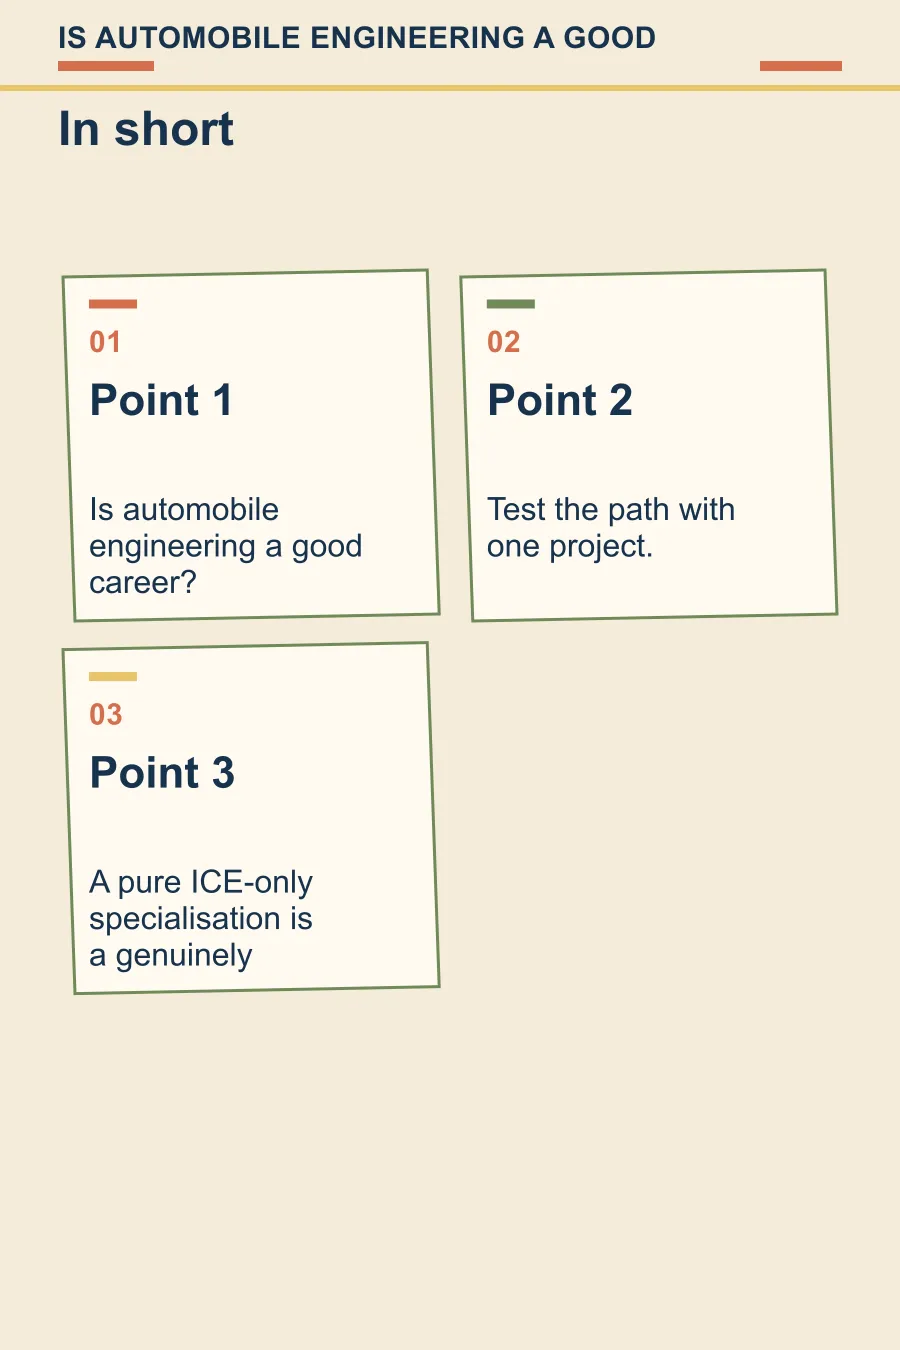 IS AUTOMOBILE ENGINEERING A GOOD
In short
01
Point 1
Is automobile
engineering a good
career?
02
Point 2
Test the path with
one project.
03
Point 3
A pure ICE-only
specialisation is
a genuinely